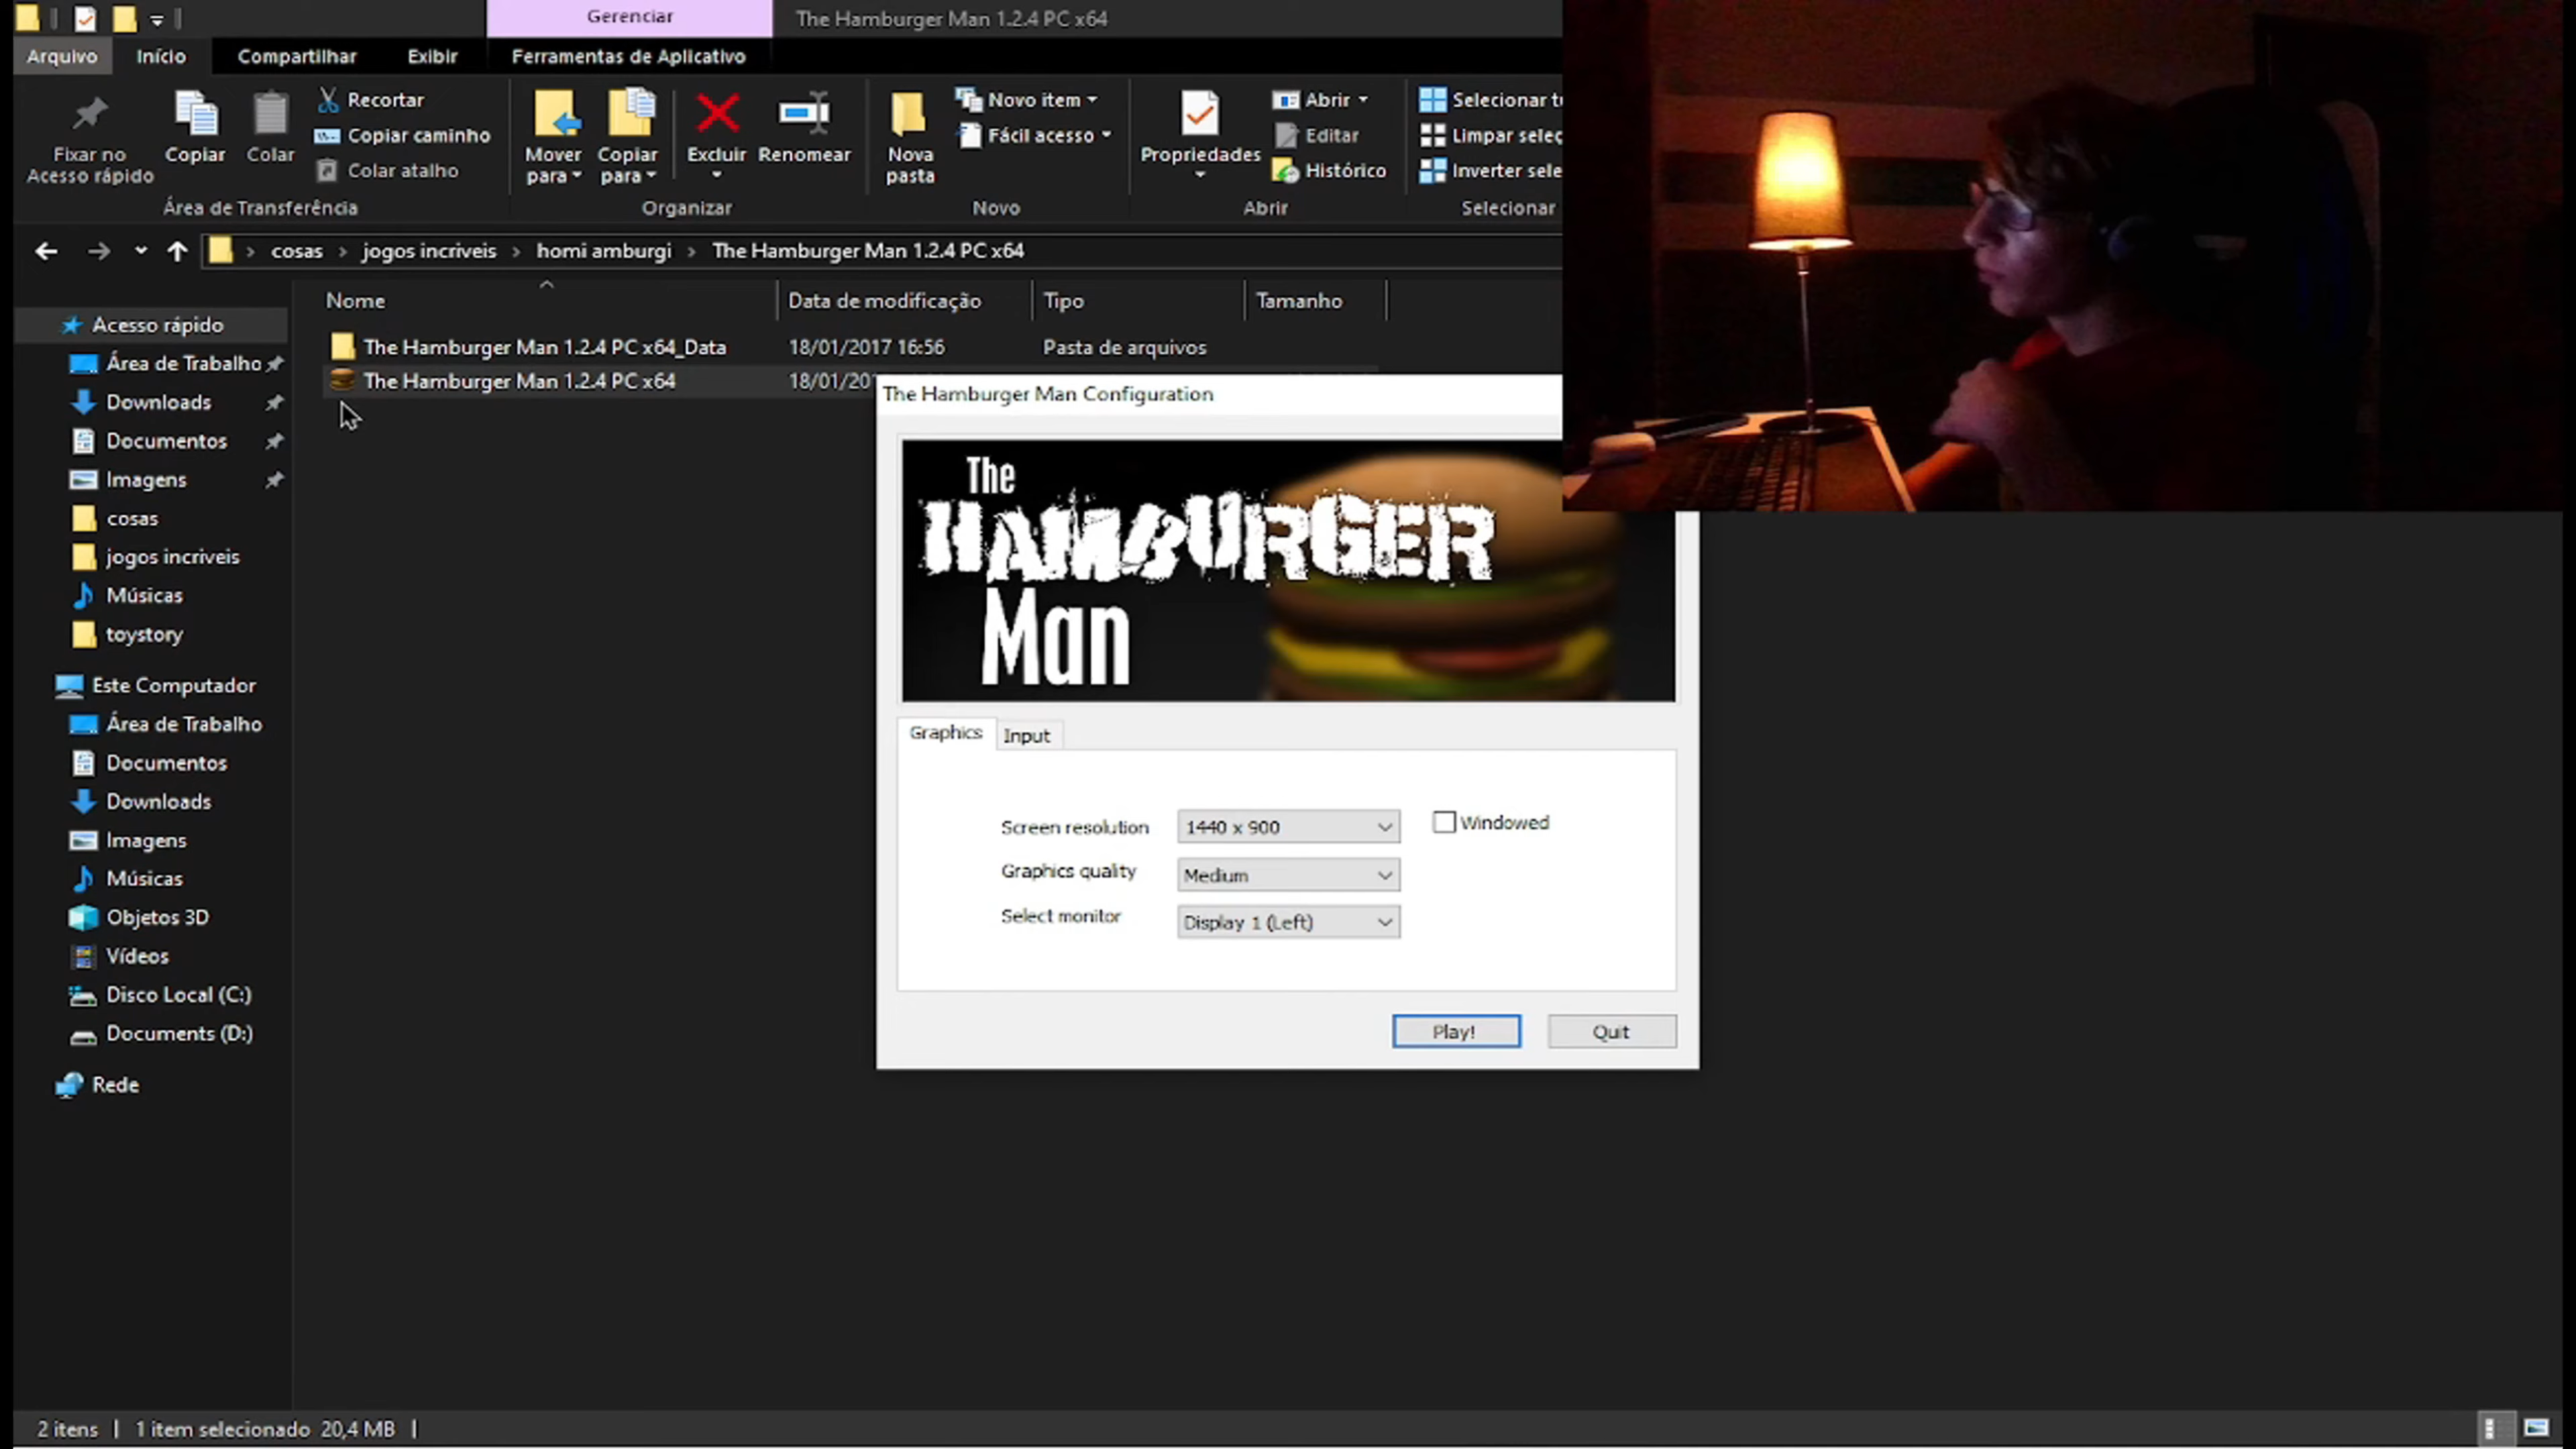 Gerenciar
The Hamburger Man 1.2.4 PC x64
Arquivo
Início
Compartilhar
Exibir
Ferramentas de Aplicativo
Fixar no
Acesso rápido
Copiar
Colar
Recortar
Copiar caminho
Colar atalho
Área de Transferência
Mover
para
Copiar
para
Excluir
Renomear
Organizar
Nova
pasta
Novo item
Fácil acesso
Novo
Propriedades
Abrir
Editar
Histórico
Abrir
Selecionar
Limpar
Inverter
Selecionar
cosas > jogos incriveis > homi amburgi > The Hamburger Man 1.2.4 PC x64
Nome
Data de modificação
Tipo
Tamanho
The Hamburger Man 1.2.4 PC x64_Data
18/01/2017 16:56
Pasta de arquivos
The Hamburger Man 1.2.4 PC x64
18/01/20
Acesso rápido
Área de Trabalho
Downloads
Documentos
Imagens
cosas
jogos incriveis
Músicas
toystory
Este Computador
Área de Trabalho
Documentos
Downloads
Imagens
Músicas
Objetos 3D
Vídeos
Disco Local (C:)
Documents (D:)
Rede
The Hamburger Man Configuration
The
HAMBURGER
Man
Graphics
Input
Screen resolution
1440 x 900
Windowed
Graphics quality
Medium
Select monitor
Display 1 (Left)
Play!
Quit
2 itens
1 item selecionado 20,4 MB